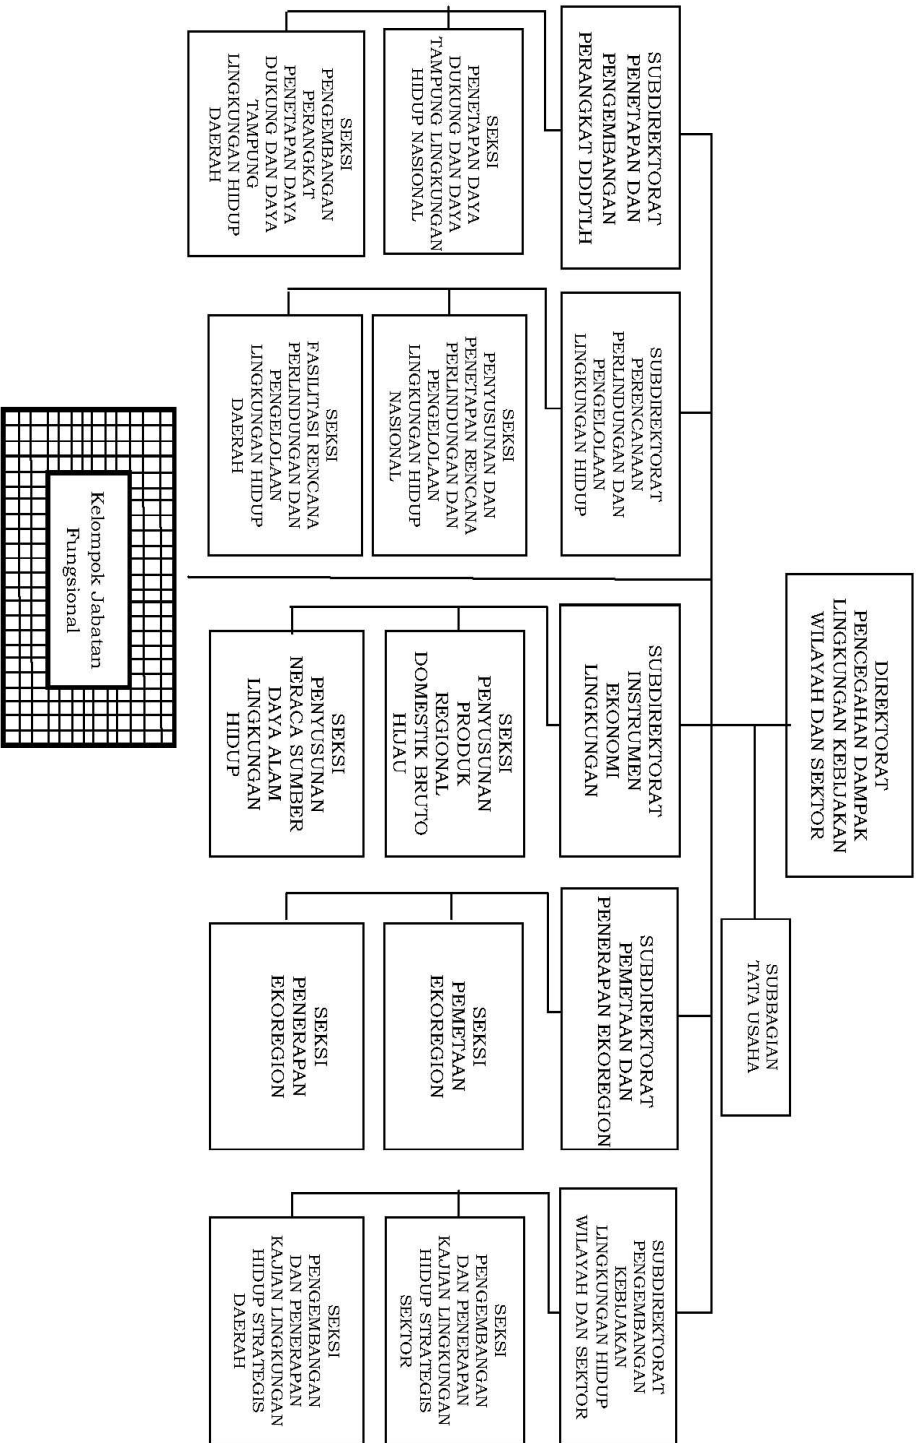 DIREKTORAT
PENCEGAHAN DAMPAK
LINGKUNGAN KEBIJAKAN
WILAYAH DAN SEKTOR
SUBBAGIAN
TATA USAHA
SUBDIREKTORAT
PENETAPAN DAN
PENGEMBANGAN
PERANGKAT DDDTLH
SEKSI
PENETAPAN DAYA
DUKUNG DAN DAYA
TAMPUNG LINGKUNGAN
HIDUP NASIONAL
SEKSI
PENGEMBANGAN
PERANGKAT
PENETAPAN DAYA
DUKUNG DAN DAYA
TAMPUNG
LINGKUNGAN HIDUP
DAERAH
SUBDIREKTORAT
PERENCANAAN
PERLINDUNGAN DAN
PENGELOLAAN
LINGKUNGAN HIDUP
SEKSI
PENYUSUNAN DAN
PENETAPAN RENCANA
PERLINDUNGAN DAN
PENGELOLAAN
LINGKUNGAN HIDUP
NASIONAL
SEKSI
FASILITASI RENCANA
PERLINDUNGAN DAN
PENGELOLAAN
LINGKUNGAN HIDUP
DAERAH
SUBDIREKTORAT
INSTRUMEN
EKONOMI
LINGKUNGAN
SEKSI
PENYUSUNAN
PRODUK
REGIONAL
DOMESTIK BRUTO
HIJAU
SEKSI
PENYUSUNAN
NERACA SUMBER
DAYA ALAM
LINGKUNGAN
HIDUP
SUBDIREKTORAT
PEMETAAN DAN
PENERAPAN EKOREGION
SEKSI
PEMETAAN
EKOREGION
SEKSI
PENERAPAN
EKOREGION
SUBDIREKTORAT
PENGEMBANGAN
KEBIJAKAN
LINGKUNGAN HIDUP
WILAYAH DAN SEKTOR
SEKSI
PENGEMBANGAN
DAN PENERAPAN
KAJIAN LINGKUNGAN
HIDUP STRATEGIS
SEKTOR
SEKSI
PENGEMBANGAN
DAN PENERAPAN
KAJIAN LINGKUNGAN
HIDUP STRATEGIS
DAERAH
Kelompok Jabatan
Fungsional